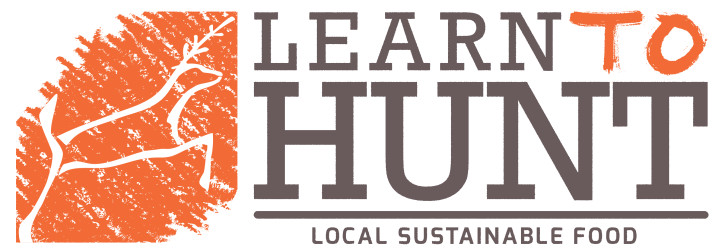 LEARN TO
HUNT
LOCAL SUSTAINABLE FOOD